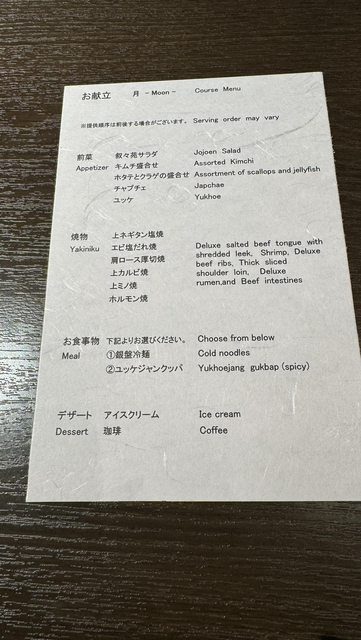 お献立 月 - Moon ~ Course Menu
※提供順序は前後する場合がございます。 Serving order may vary
前菜 叙々苑サラダ Jojoen Salad
Appetizer キムチ盛合せ Assorted Kimchi
ホタテとクラゲの盛合せ Assortment of scallops and jellyfish
チャプチェ Japchae
ユッケ Yukhoe
焼物 上ネギタン塩焼
Yakiniku エビ塩だれ焼
肩ロース厚切焼
上カルビ焼
上ミノ焼
ホルモン焼
Deluxe salted beef tongue with
shredded leek, Shrimp, Deluxe
beef ribs, Thick sliced
shoulder loin, Deluxe
rumen,and Beef intestines
お食事物 下記よりお選びください。 Choose from below
Meal ①銀盤冷麺 Cold noodles
②ユッケジャンクッパ Yukhoejang gukbap (spicy)
デザート アイスクリーム Ice cream
Dessert 珈琲 Coffee